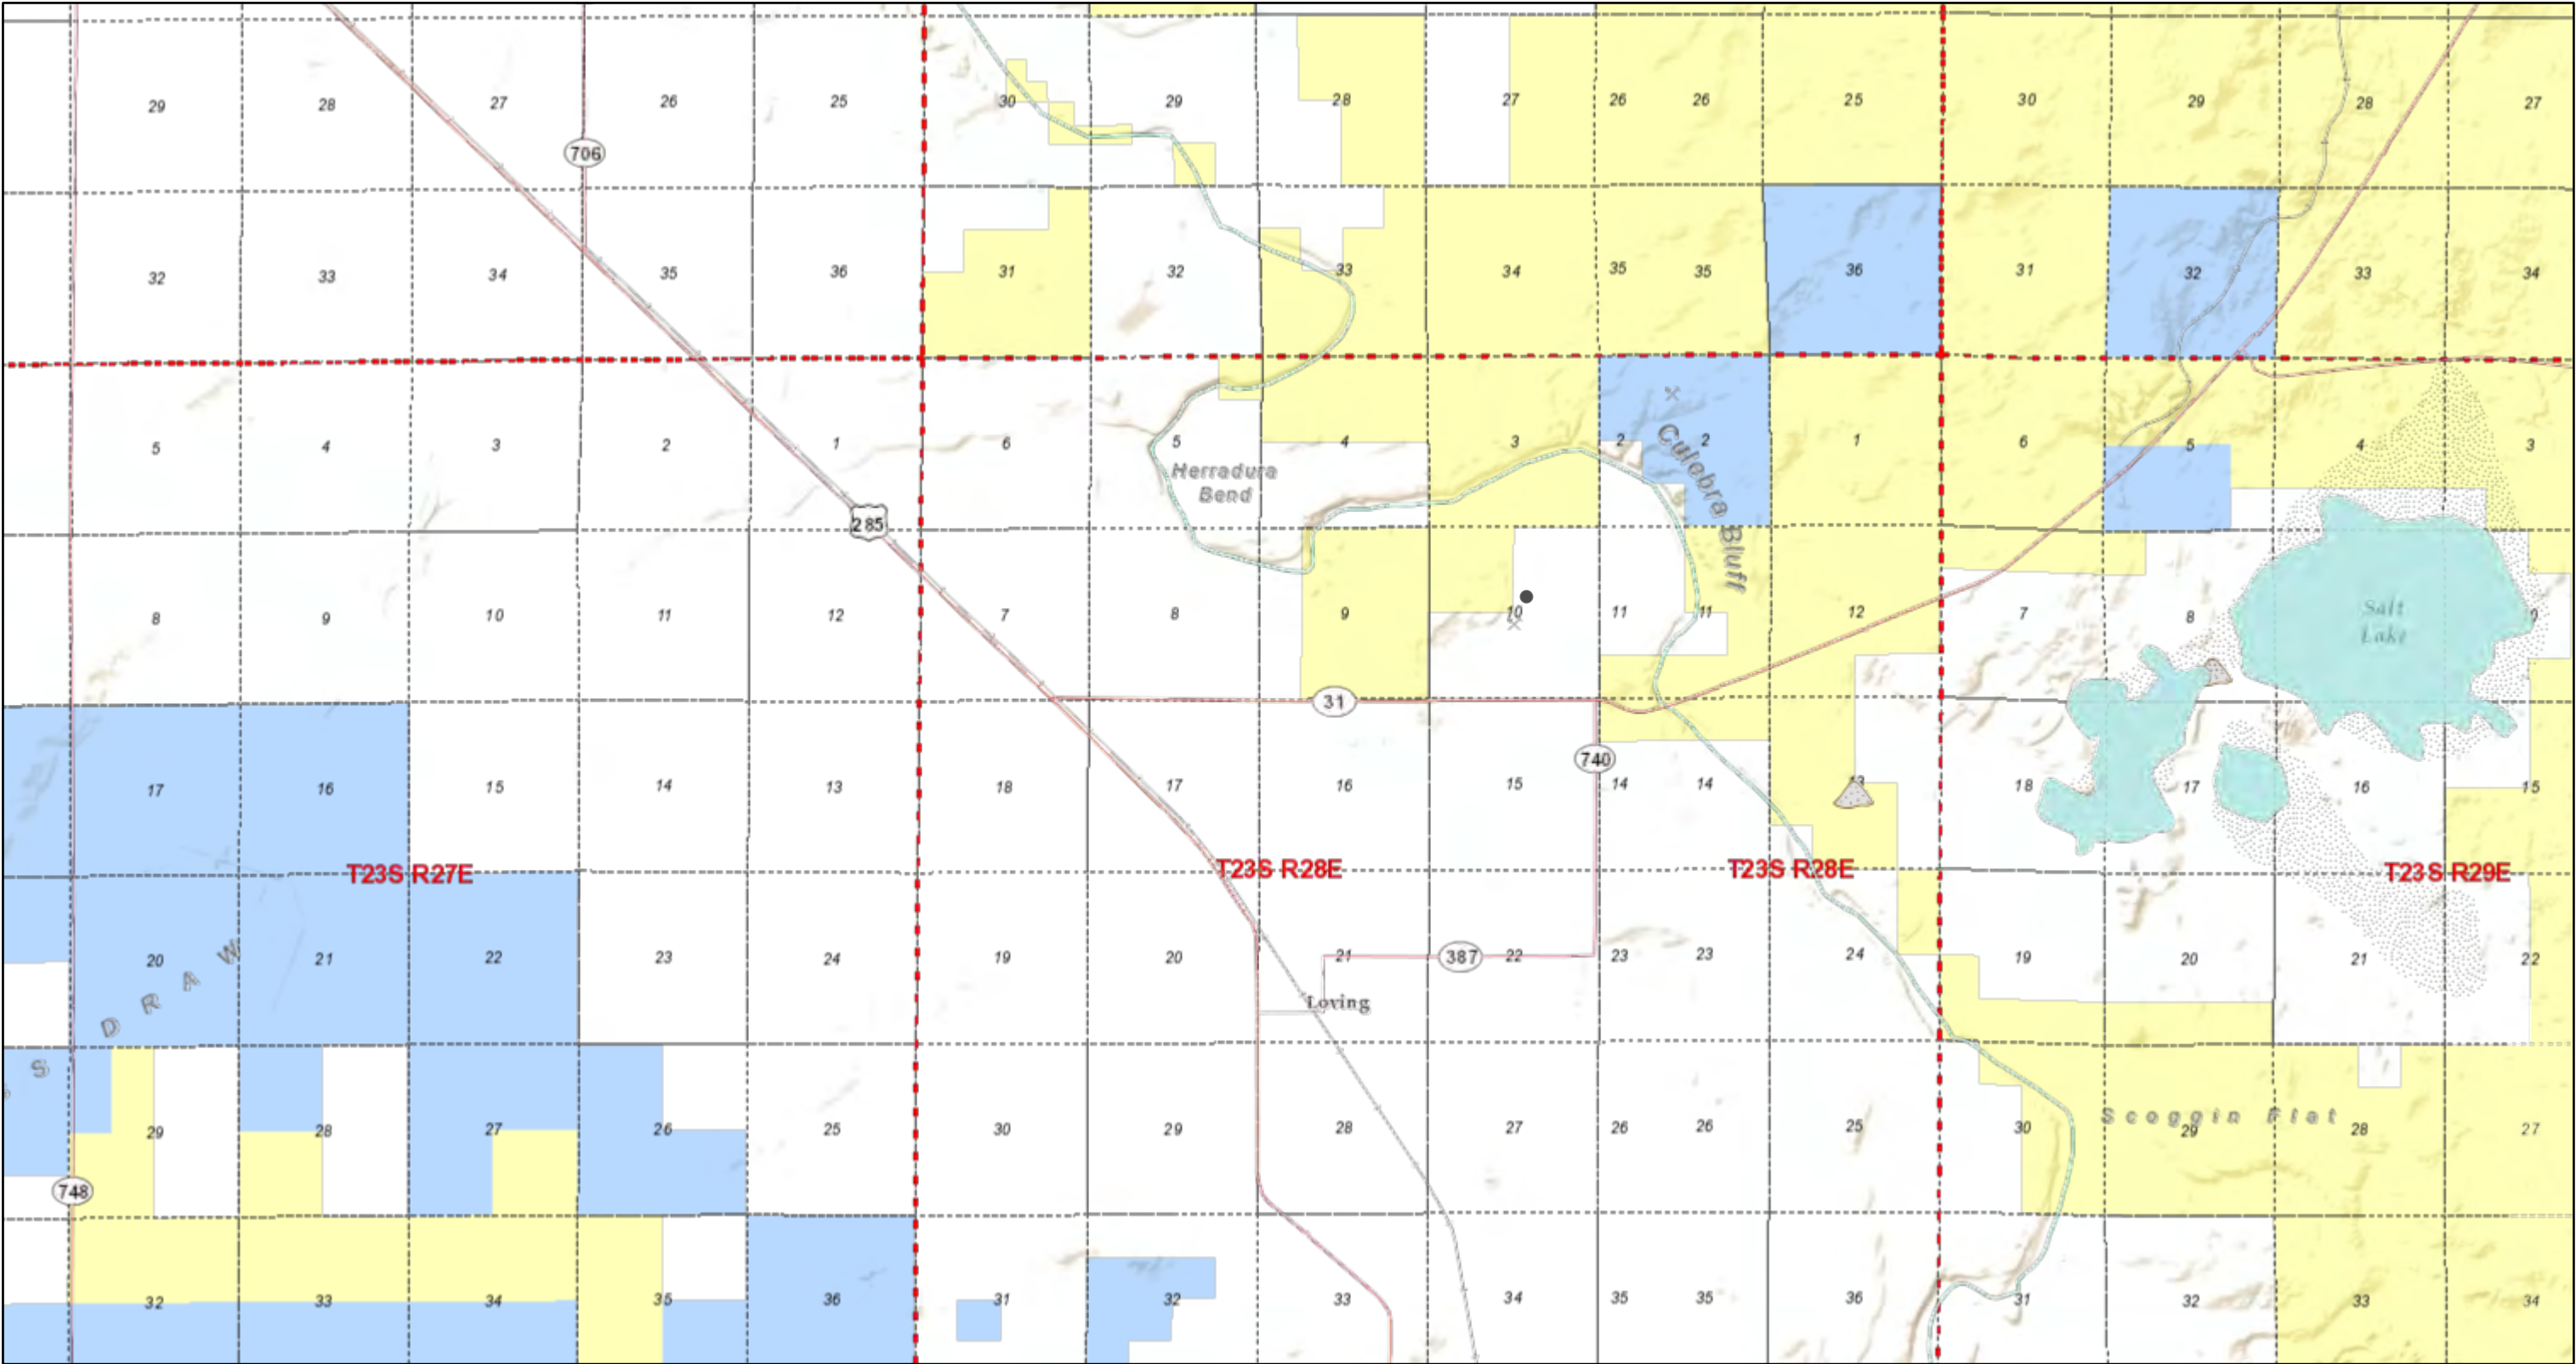 29 28 27 26 25 30 29 28 27 26 26 25 30 29 28 27
706
32 33 34 35 36 31 32 33 34 35 35 36 31 32 33 34
5 4 3 2 1 6 5 4 3 2 2 1 6 5 4 3
Culebra Bluff
Herradura
Bend
285
8 9 10 11 12 7 8 9 10 11 11 12 7 8
Salt
Lake
31
740
17 16 15 14 13 18 17 16 15 14 14 13 18 17 16 15
T23S R27E T23S R28E T23S R28E T23S R29E
20 21 22 23 24 19 20 21 387 22 23 23 24 19 20 21 22
Loving
S DRAW
29 28 27 26 25 30 29 28 27 26 26 25 30 29 28 27
Scoggin Flat
748
32 33 34 35 36 31 32 33 34 35 35 36 31 32 33 34